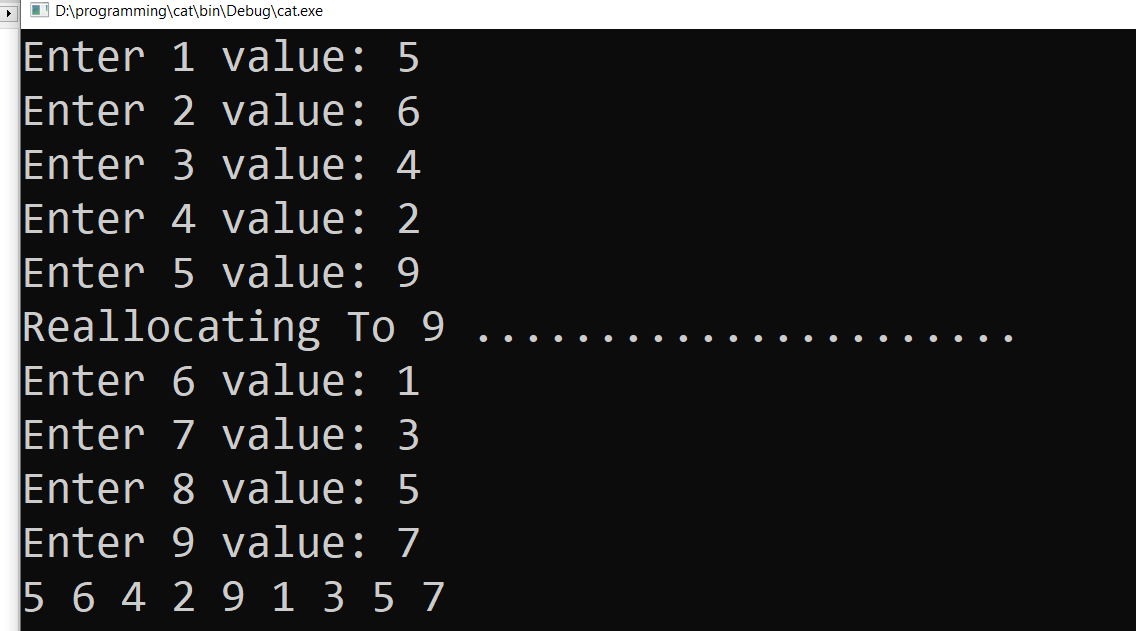 D:\programming\cat\bin\Debug\cat.exe
Enter 1 value: 5
Enter 2 value: 6
Enter 3 value: 4
Enter 4 value: 2
Enter 5 value: 9
Reallocating To 9 ......................
Enter 6 value: 1
Enter 7 value: 3
Enter 8 value: 5
Enter 9 value: 7
5 6 4 2 9 1 3 5 7